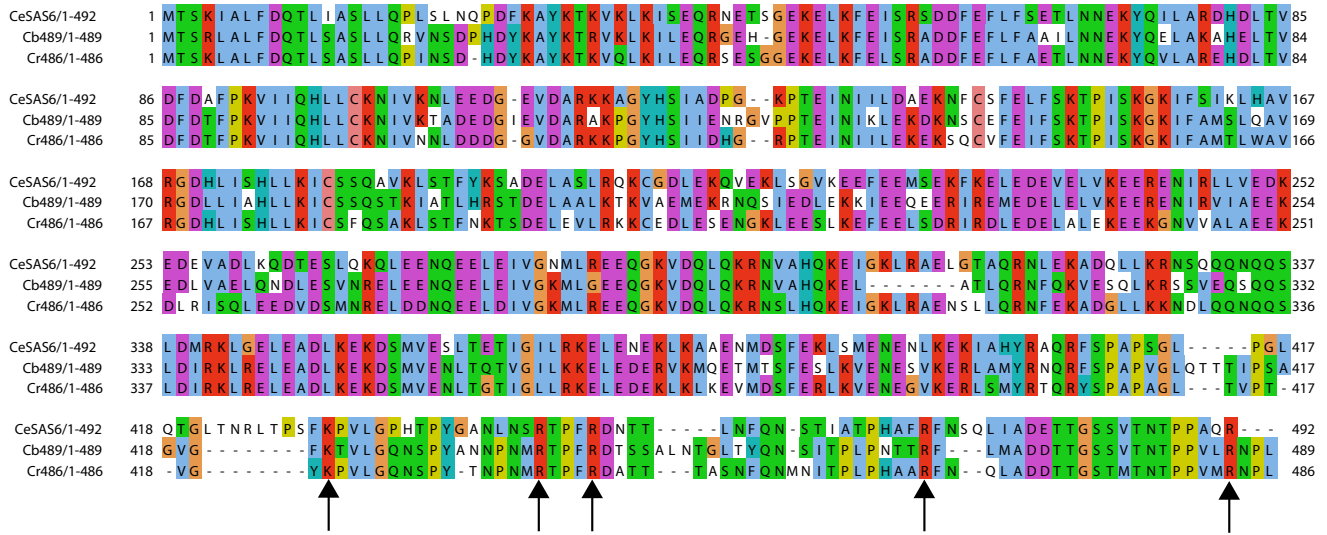 CeSAS6/1-492 1 MTSKIALFDQTLIASLLQPLSLNQPDFKAYKTKVKLKISEQRNETSGEKELKFEISRSDDFEFLFSETLNNEKYQILARDHDLTV 85
Cb489/1-489 1 MTSRLALFDQTLSASLLQRVNSDPHDYKAYKTRVKLKILEQRGEH-GEKELKFEISRADDFEFLFAAILNNEKYQELAKAHELTV 84
Cr486/1-486 1 MTSKLALFDQTLSASLLQPINSD-HDYKAYKTKVQLKILEQRSESGGEKELKFELSRADDFEFLFAETLNNEKYQVLAREHDLTV 84
CeSAS6/1-492 86 DFDAFPKVIIQHLLCKNIVKNLEEDG-EVDARKKAGYHSIADPG--KPTEINIILDAEKNFCSFELFSKTPISKGKIFSIKLHAV 167
Cb489/1-489 85 DFDTFPKVIIQHLLCKNIVKTADEDGIEVDARAKPGYHSIIENRGVPPTEINIKLEKDKNSCEFEIFSKTPISKGKIFAMSLQAV 169
Cr486/1-486 85 DFDTFPKVIIQHLLCKNIVNNLDDDG-GVDARKKPGYHSIIDHG--RPTEINIILEKEKSQCVFEIFSKTPISKGKIFAMTLWAV 166
CeSAS6/1-492 168 RGDHLISHLLKICSSQAVKLSTFYKSADELASLRQKCGDLEKQVEKLSGVKEEFEEMSEKFKELEDEVELVKEERENIRLLVEDK 252
Cb489/1-489 170 RGDLLIAHLLKICSSQSTKIATLHRSTDELAALKTKVAEMEKRNQSIEDLEKKIEEQEERIREMEDELELVKEERENIRVIAEEK 254
Cr486/1-486 167 RGDHLISHLLKICSFQSAKLSTFNKTSDELEVLRKKCEDLESENGKLEESLKEFEELSDRIRDLEDELALEKEEKGNVVALAEEK 251
CeSAS6/1-492 253 EDEVADLKQDTESLQKQLEENQEELEIVGNMLREEQGKVDQLQKRNVAHQKEIGKLRAELGTAQRNLEKADQLLKRNSQQQNQQS 337
Cb489/1-489 255 EDLVAELQNDLESVNRELEENQEELEIVGKMLGEEQGKVDQLQKRNVAHQKEL-------ATLQRNFQKVESQLKRSSVEQSQQS 332
Cr486/1-486 252 DLRISQLEEDVDSMNRELDDNQEELDIVGKMLREEQGKVDQLQKRNSLHQKEIGKLRAENSLLQRNFEKADGLLKKNDLQQNQQS 336
CeSAS6/1-492 338 LDMRKLGELEADLKEKDSMVESLTETIGILRKELENEKLKAAENMDSFEKLSMENENLKEKIAHYRAQRFSPAPSGL-----PGL 417
Cb489/1-489 333 LDIRKLRELEADLKEKDSMVENLTQTVGILRKELEDERVKMQETMTSFESLKVENESVKERLAMYRNQRFSPAPVGLQTTTIPSA 417
Cr486/1-486 337 LDIRKLRELEADLKEKDSMVENLTGTIGLLRKKELEDEKLKLKEVMDSFERLKVENEGVKERLSMYRTQRYSPAPAGL---TVPT- 417
CeSAS6/1-492 418 QTGLTNRLTPSFKPVLGPHTPYGANLNSRTPFRDNTT-----LNFQN-STIATPHAFRFNSQLIADETTGSSVTNTPPAQR--- 492
Cb489/1-489 418 GVG--------FKTVLGQNSPYANNPNMRTPFRDTSSALNTGLTYQN-SITPLPNTTRF---LMADDTTGSSVTNTPPVLRNPL 489
Cr486/1-486 418 -VG--------YKPVLGQNSPY-TNPNMRTPFRDATT---TASNFQNMNITPLPHAARFN--QLADDTTGSTMTNTPPVMRNPL 486